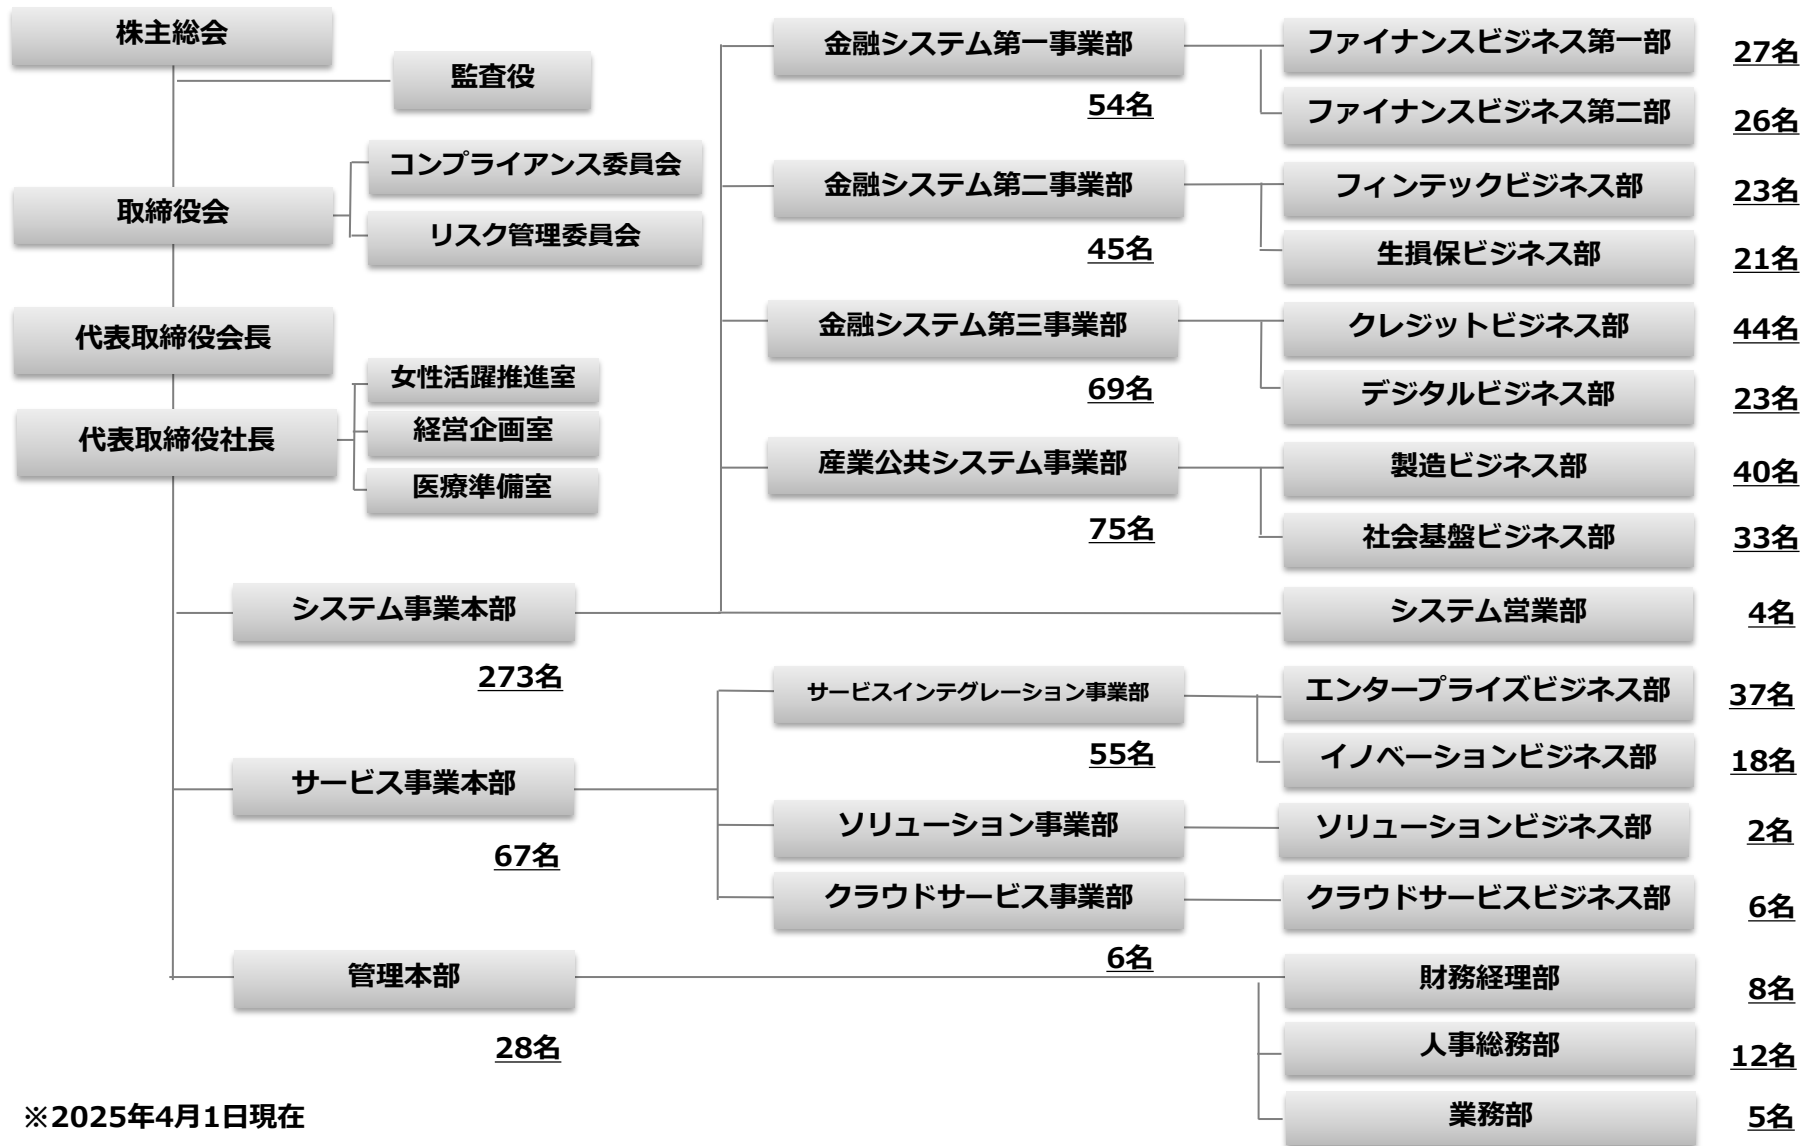 株主総会
監査役
コンプライアンス委員会
取締役会
リスク管理委員会
代表取締役会長
女性活躍推進室
代表取締役社長
経営企画室
医療準備室
システム事業本部
273名
サービス事業本部
67名
管理本部
28名
金融システム第一事業部
54名
金融システム第二事業部
45名
金融システム第三事業部
69名
産業公共システム事業部
75名
サービスインテグレーション事業部
55名
ソリューション事業部
クラウドサービス事業部
6名
ファイナンスビジネス第一部 27名
ファイナンスビジネス第二部 26名
フィンテックビジネス部 23名
生損保ビジネス部 21名
クレジットビジネス部 44名
デジタルビジネス部 23名
製造ビジネス部 40名
社会基盤ビジネス部 33名
システム営業部 4名
エンタープライズビジネス部 37名
イノベーションビジネス部 18名
ソリューションビジネス部 2名
クラウドサービスビジネス部 6名
財務経理部 8名
人事総務部 12名
業務部 5名
※2025年4月1日現在